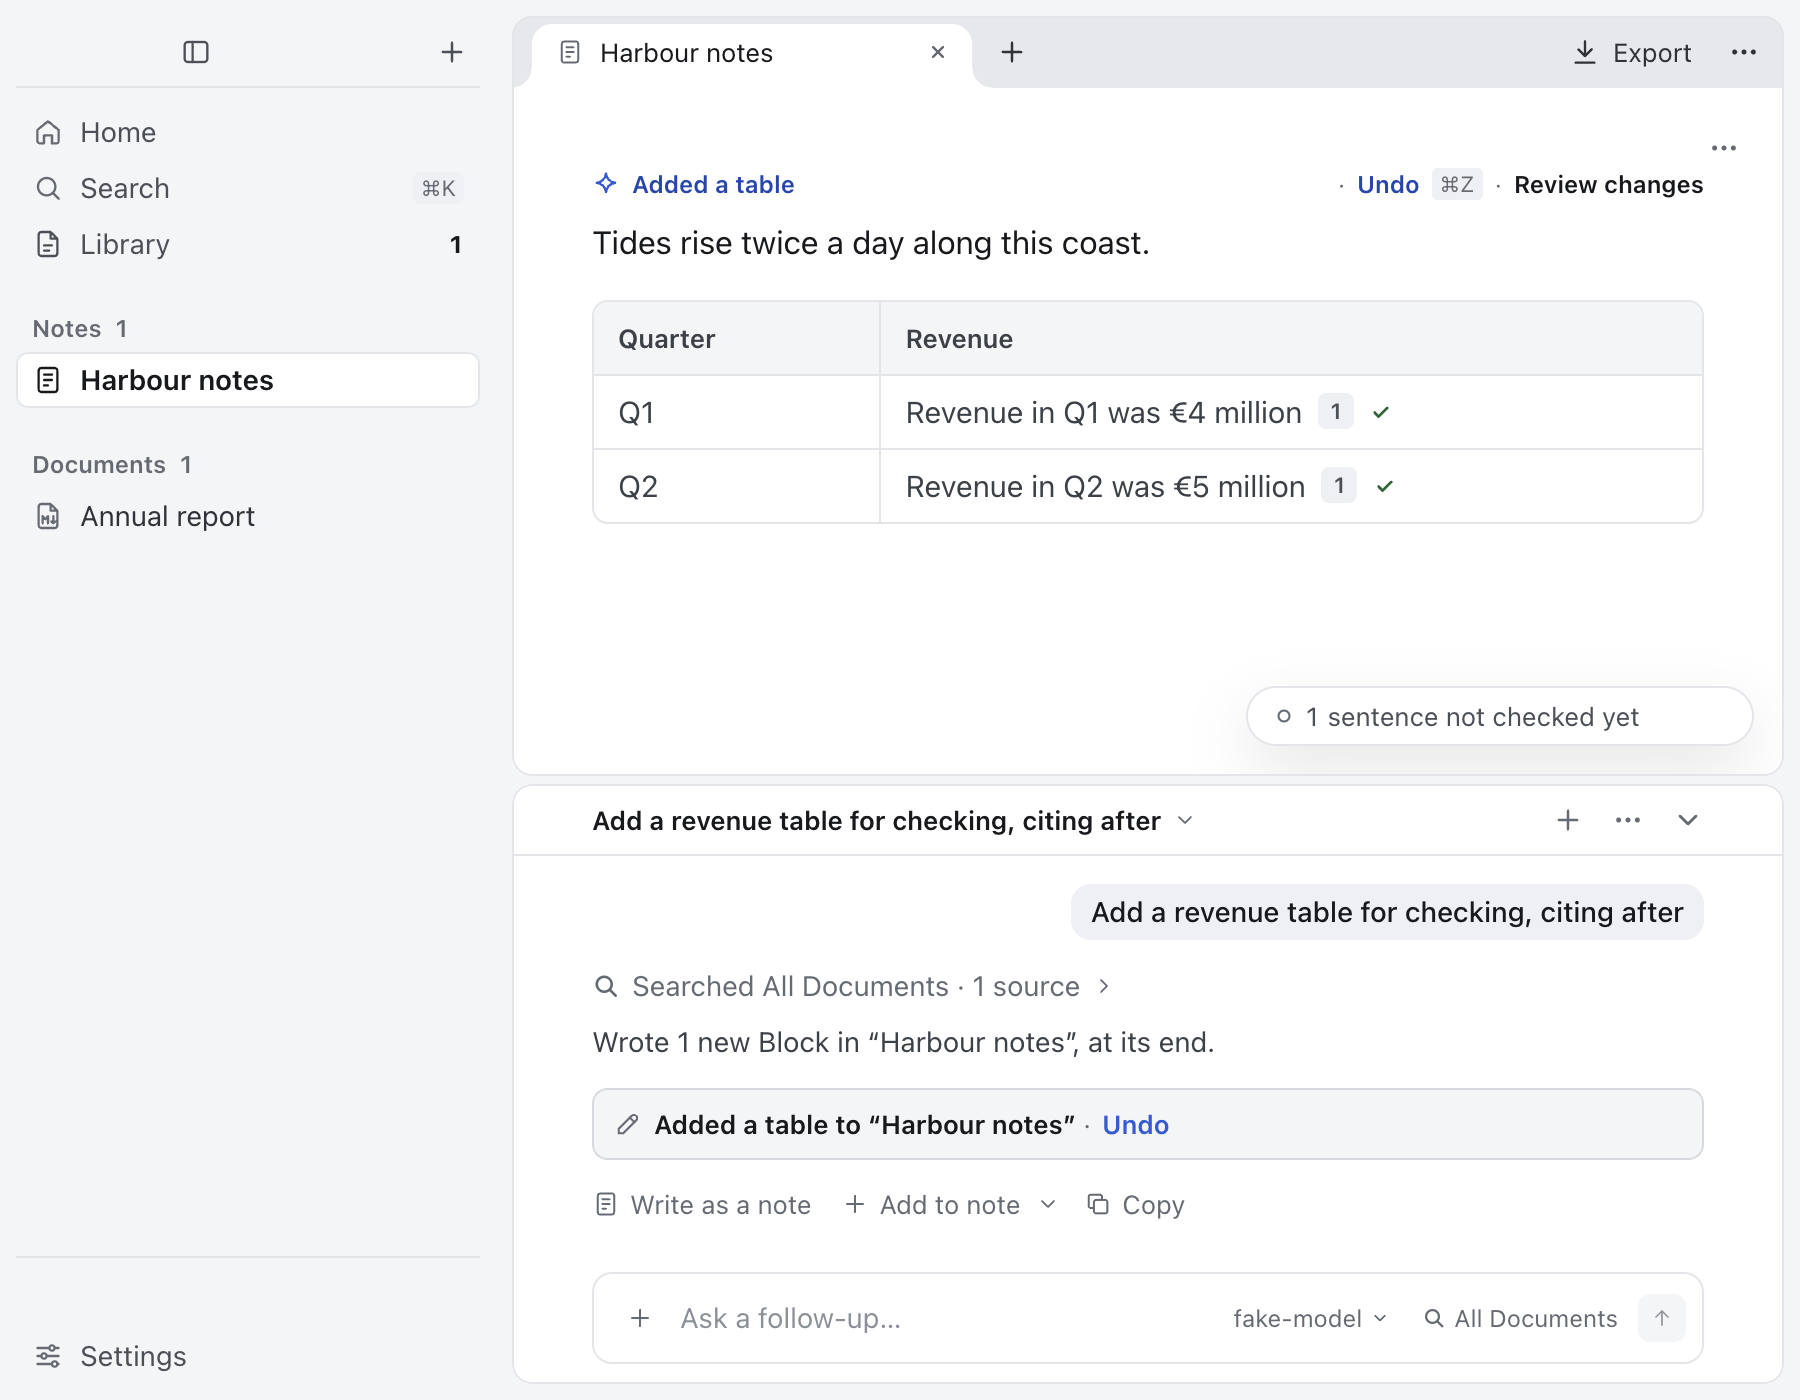 Home
Search ⌘K
Library 1
Notes 1
Harbour notes
Documents 1
Annual report
Settings
Harbour notes
Export
Added a table · Undo ⌘Z · Review changes
Tides rise twice a day along this coast.
Quarter Revenue
Q1 Revenue in Q1 was €4 million 1
Q2 Revenue in Q2 was €5 million 1
1 sentence not checked yet
Add a revenue table for checking, citing after
Add a revenue table for checking, citing after
Searched All Documents · 1 source
Wrote 1 new Block in “Harbour notes”, at its end.
Added a table to “Harbour notes” · Undo
Write as a note Add to note Copy
Ask a follow-up... fake-model All Documents